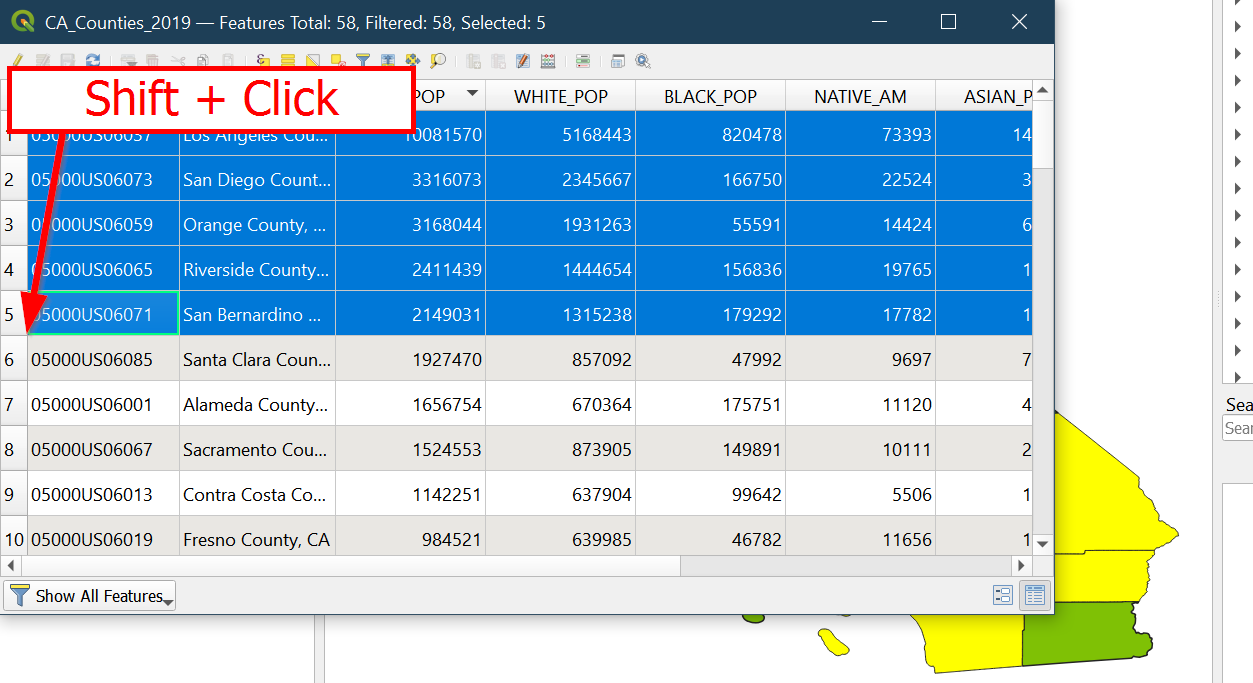 CA_Counties_2019 — Features Total: 58, Filtered: 58, Selected: 5
Shift + Click
POP WHITE_POP BLACK_POP NATIVE_AM ASIAN_P
1 05000US06037 Los Angeles Cou... 10081570 5168443 820478 73393 14
2 05000US06073 San Diego Count... 3316073 2345667 166750 22524 3
3 05000US06059 Orange County, ... 3168044 1931263 55591 14424 6
4 05000US06065 Riverside County... 2411439 1444654 156836 19765 1
5 05000US06071 San Bernardino ... 2149031 1315238 179292 17782 1
6 05000US06085 Santa Clara Coun... 1927470 857092 47992 9697 7
7 05000US06001 Alameda County... 1656754 670364 175751 11120 4
8 05000US06067 Sacramento Cou... 1524553 873905 149891 10111 2
9 05000US06013 Contra Costa Co... 1142251 637904 99642 5506 1
10 05000US06019 Fresno County, CA 984521 639985 46782 11656 1
Show All Features
Sea
Sear